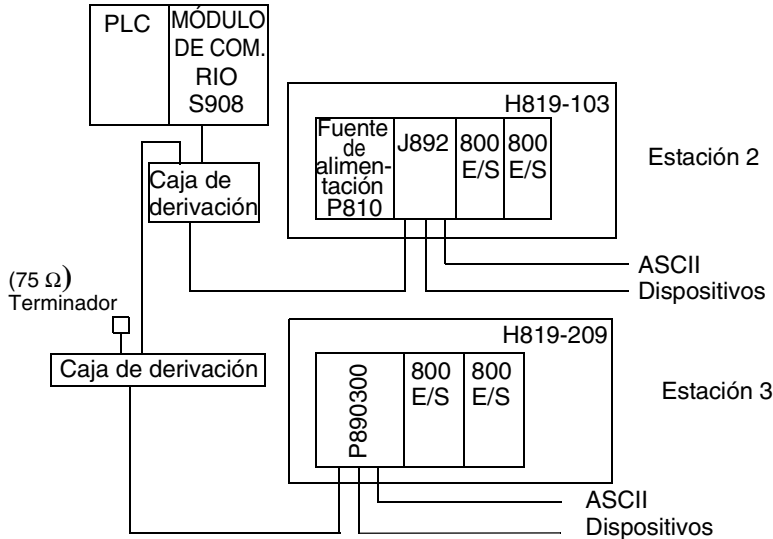 PLC
MÓDULO
DE COM.
RIO
S908
H819-103
Fuente
de
alimen-
tación
P810
J892
800
E/S
800
E/S
Estación 2
Caja de
derivación
ASCII
Dispositivos
(75 Ω)
Terminador
Caja de derivación
H819-209
P890300
800
E/S
800
E/S
Estación 3
ASCII
Dispositivos